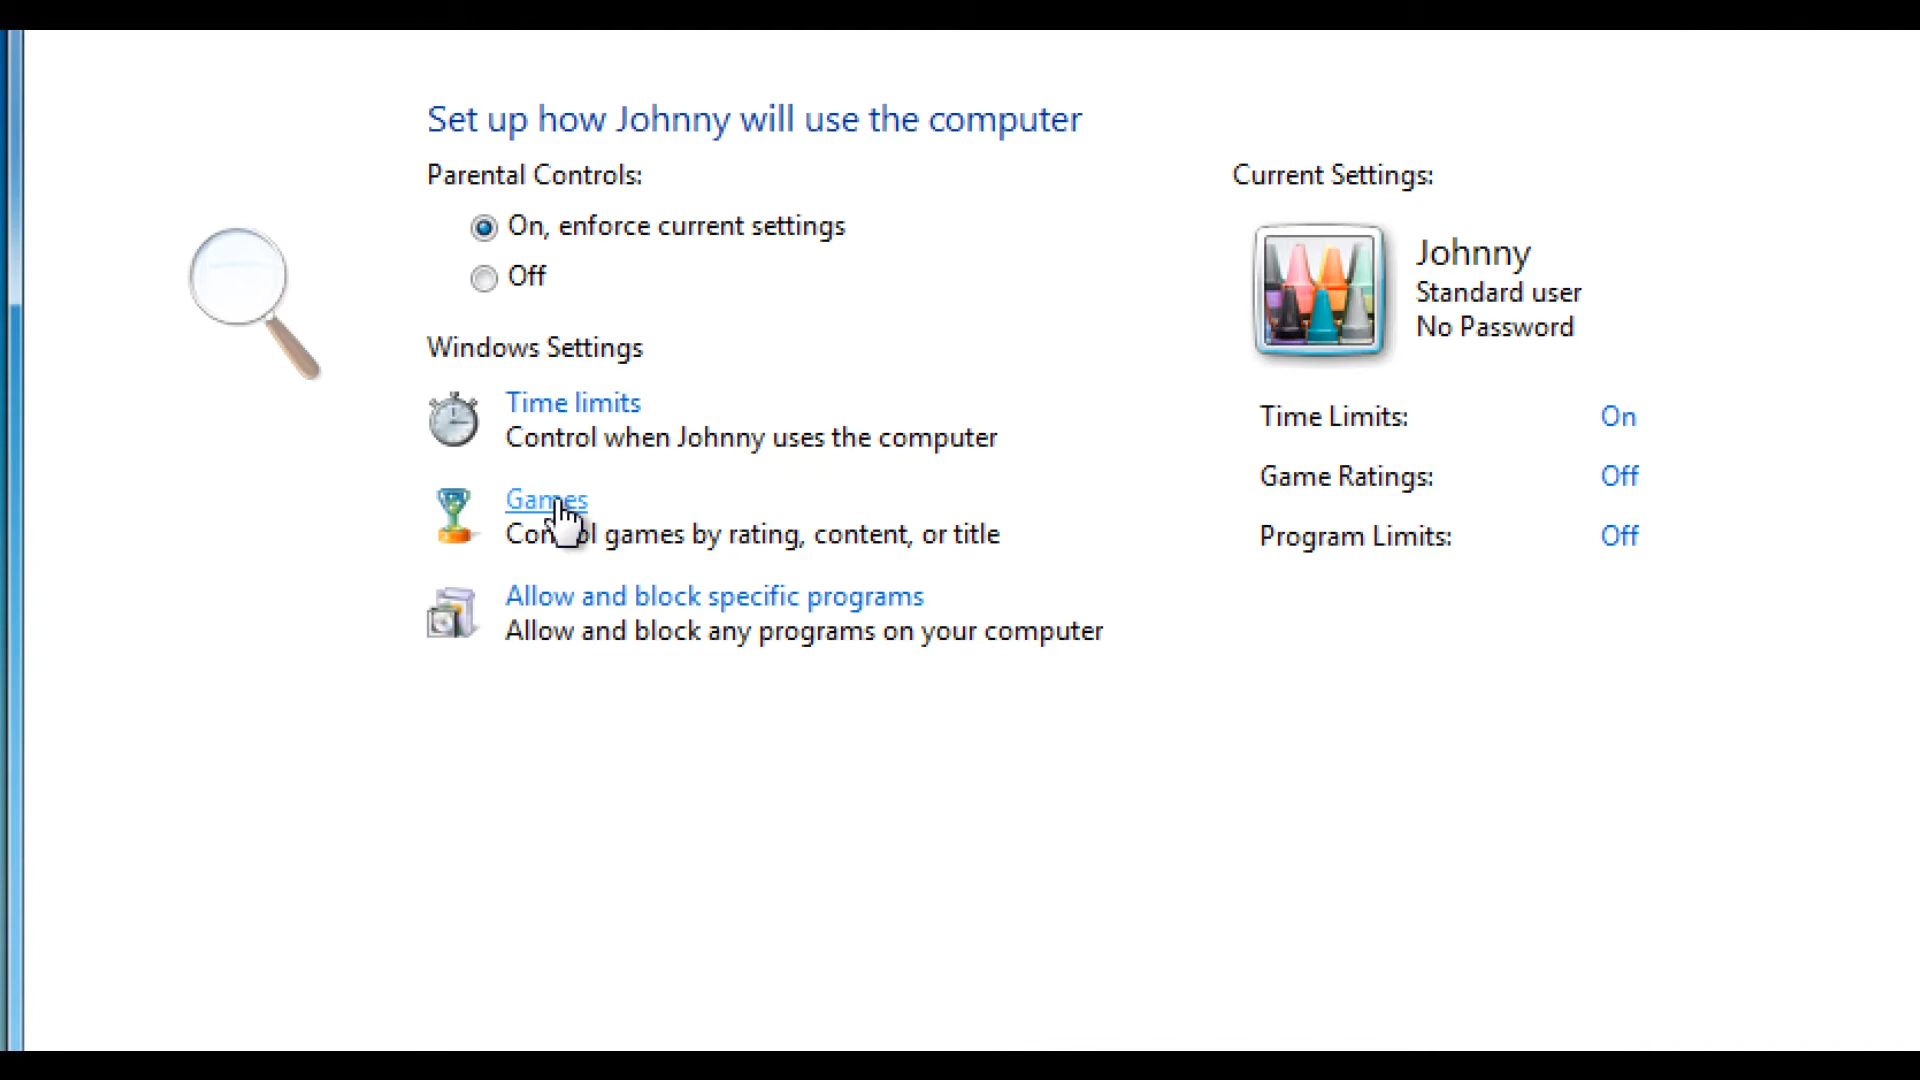 Set up how Johnny will use the computer
Parental Controls:
On, enforce current settings
Off
Windows Settings
Time limits
Control when Johnny uses the computer
Games
Control games by rating, content, or title
Allow and block specific programs
Allow and block any programs on your computer
Current Settings:
Johnny
Standard user
No Password
Time Limits: On
Game Ratings: Off
Program Limits: Off